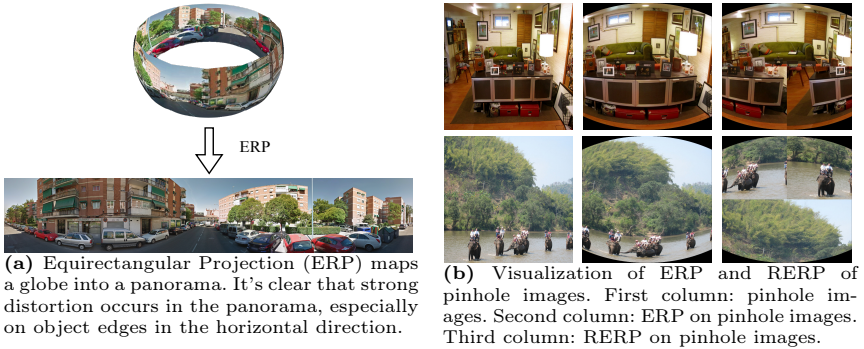 ERP
(a) Equirectangular Projection (ERP) maps
a globe into a panorama. It's clear that strong
distortion occurs in the panorama, especially
on object edges in the horizontal direction.
(b) Visualization of ERP and RERP of
pinhole images. First column: pinhole im-
ages. Second column: ERP on pinhole images.
Third column: RERP on pinhole images.